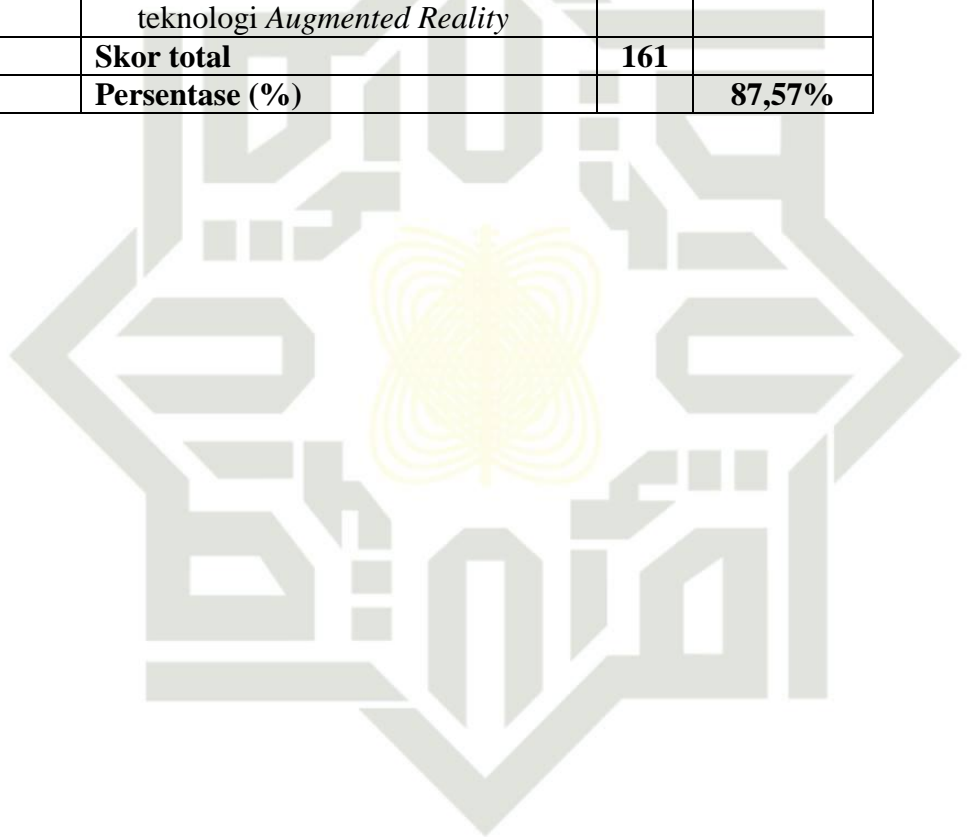 teknologi Augmented Reality
Skor total 161
Persentase (%) 87,57%